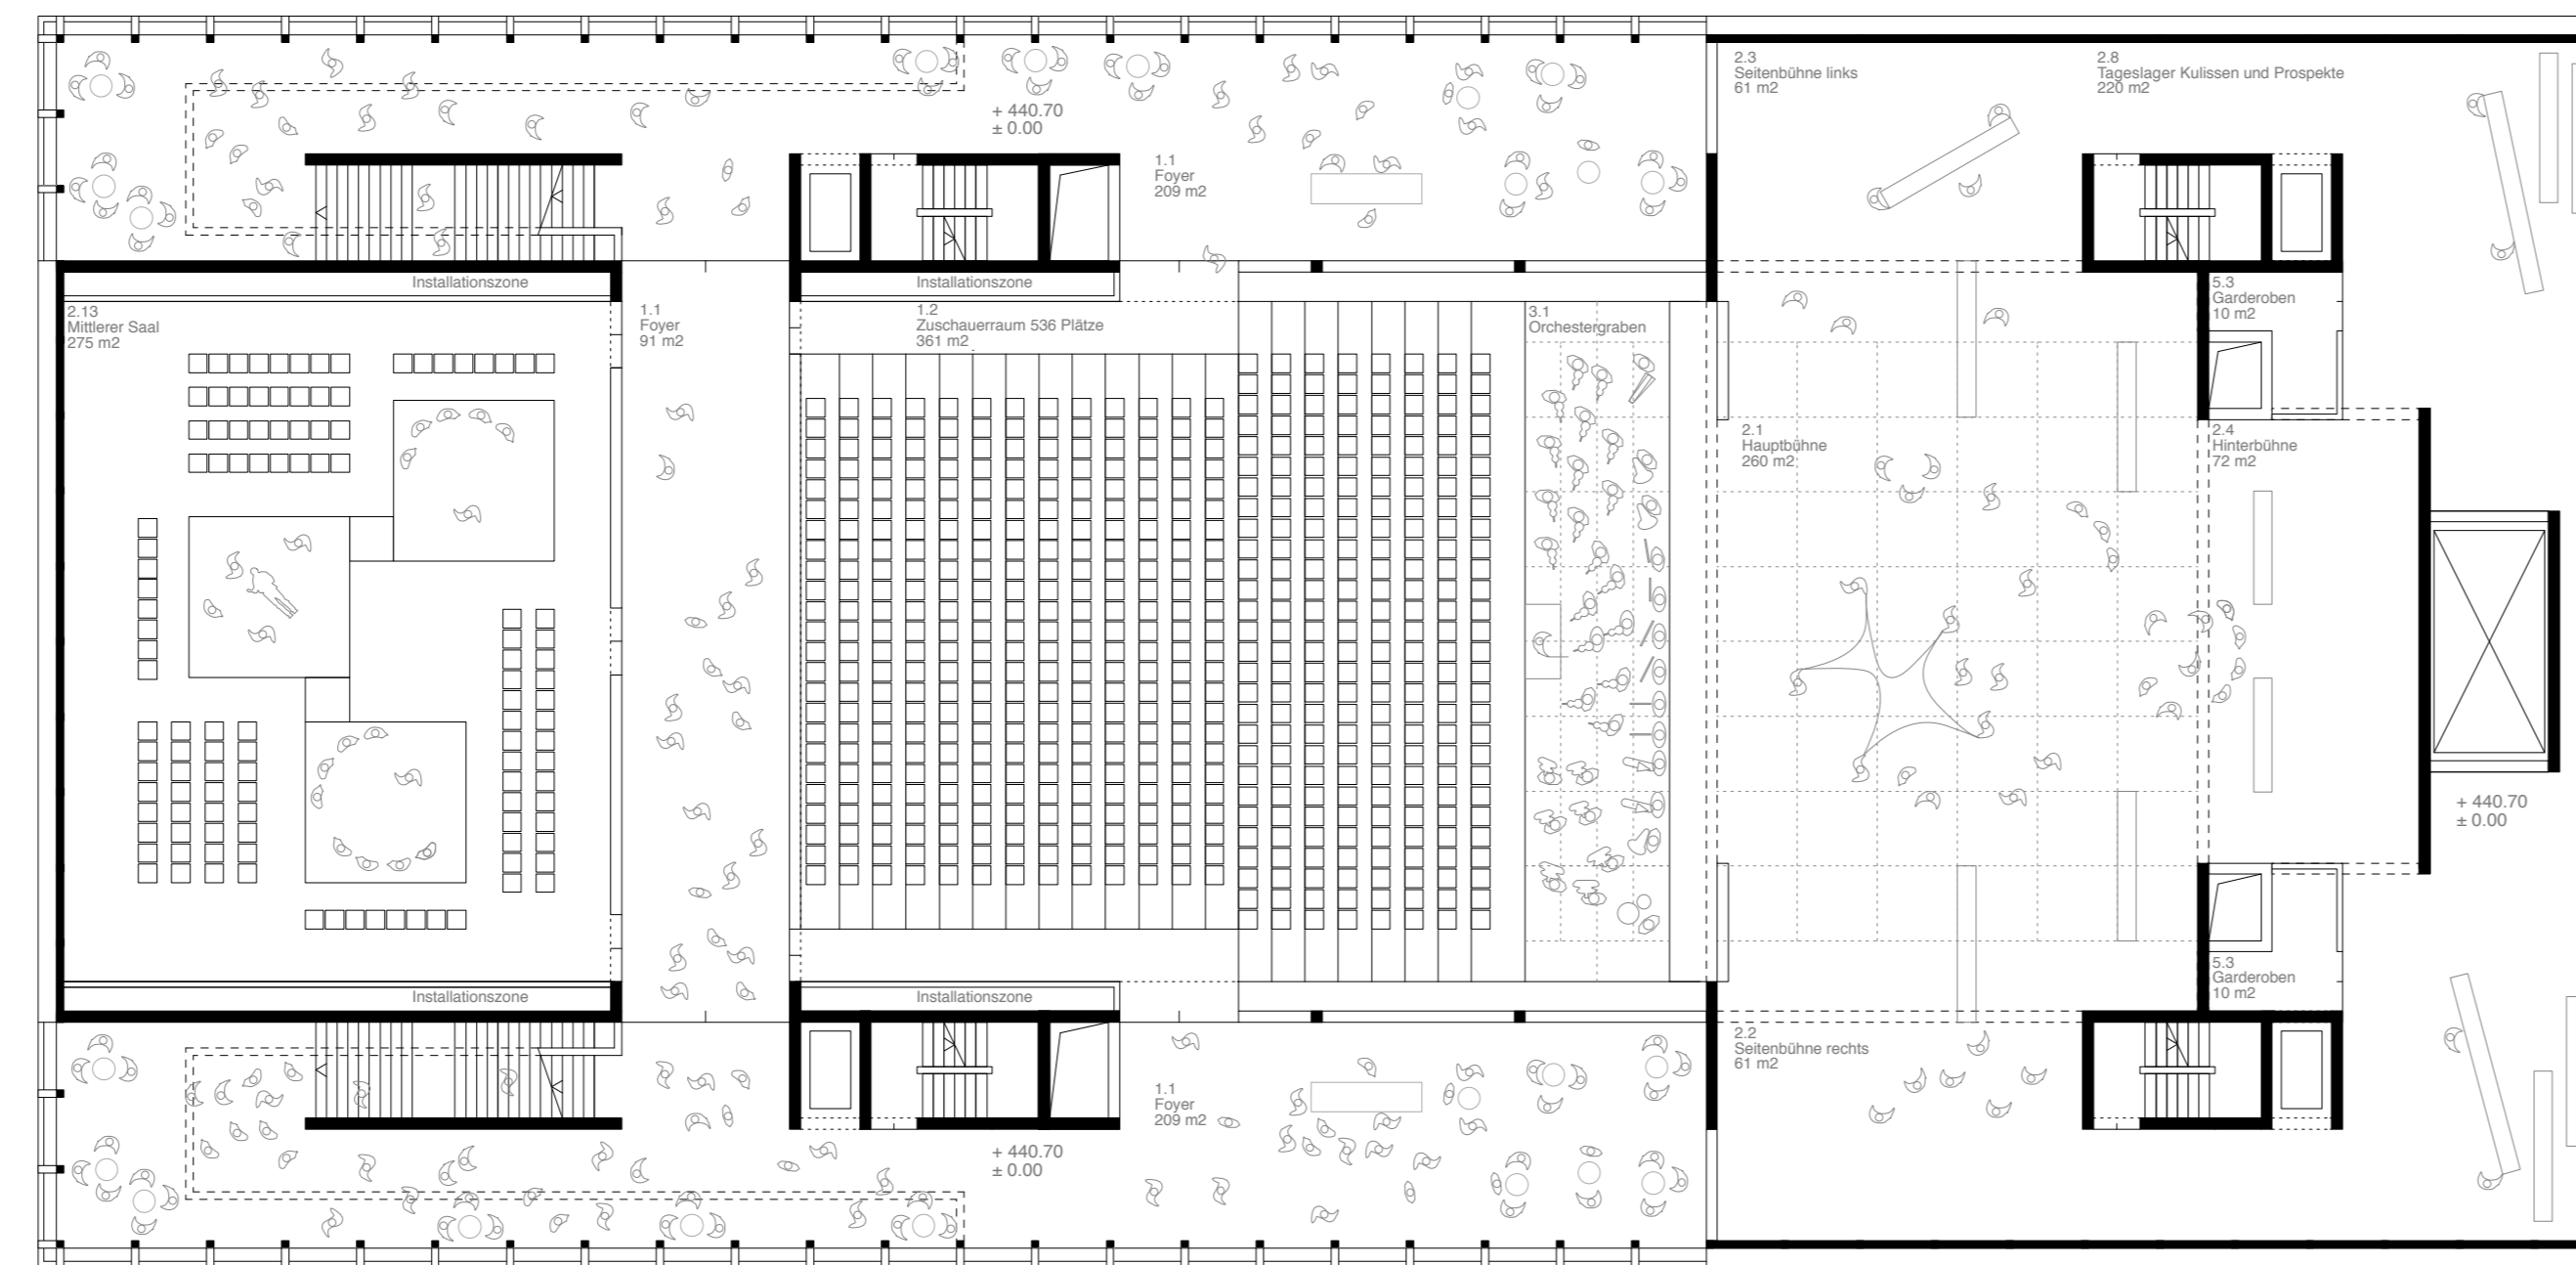 2.3
Seitenbühne links
61 m2
2.8
Tageslager Kulissen und Prospekte
220 m2
+ 440.70
± 0.00
1.1
Foyer
209 m2
Installationszone
Installationszone
2.13
Mittlerer Saal
275 m2
1.1
Foyer
91 m2
1.2
Zuschauerraum 536 Plätze
361 m2
3.1
Orchestergraben
5.3
Garderoben
10 m2
2.1
Hauptbühne
260 m2
2.4
Hinterbühne
72 m2
+ 440.70
± 0.00
Installationszone
Installationszone
5.3
Garderoben
10 m2
2.2
Seitenbühne rechts
61 m2
1.1
Foyer
209 m2
+ 440.70
± 0.00